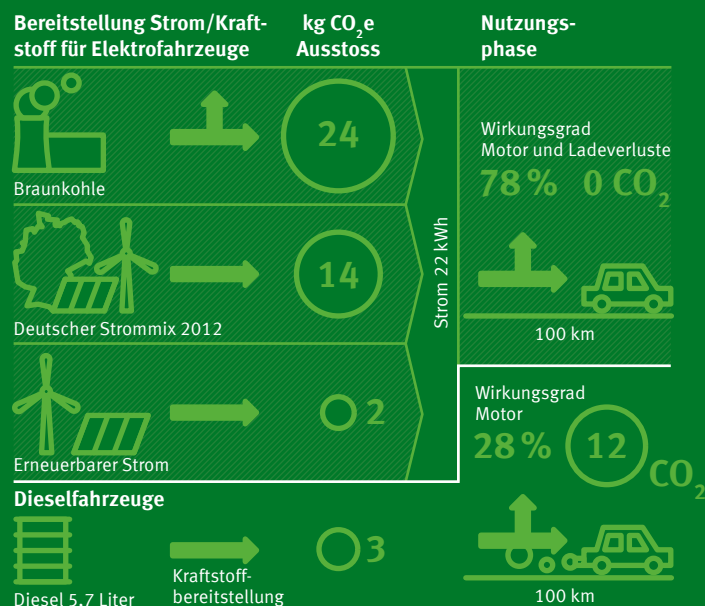 Bereitstellung Strom/Kraft-
stoff für Elektrofahrzeuge
kg CO2e
Ausstoss
Nutzungs-
phase
24
Braunkohle
14
Deutscher Strommix 2012
2
Erneuerbarer Strom
Strom 22 kWh
Wirkungsgrad
Motor und Ladeverluste
78 % 0 CO2
100 km
Dieselfahrzeuge
Diesel 5,7 Liter
Kraftstoff-
bereitstellung
3
Wirkungsgrad
Motor
28 % 12 CO2
100 km